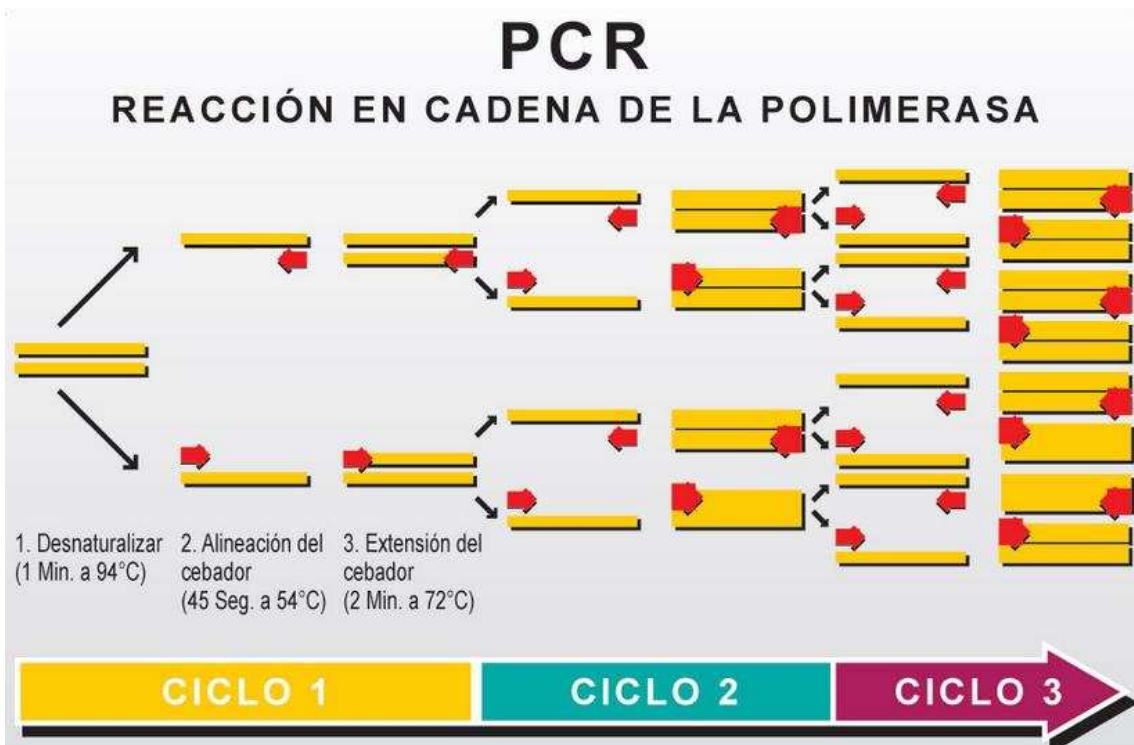 PCR
REACCIÓN EN CADENA DE LA POLIMERASA
1. Desnaturalizar
(1 Min. a 94°C)
2. Alineación del
cebador
(45 Seg. a 54°C)
3. Extensión del
cebador
(2 Min. a 72°C)
CICLO 1
CICLO 2
CICLO 3